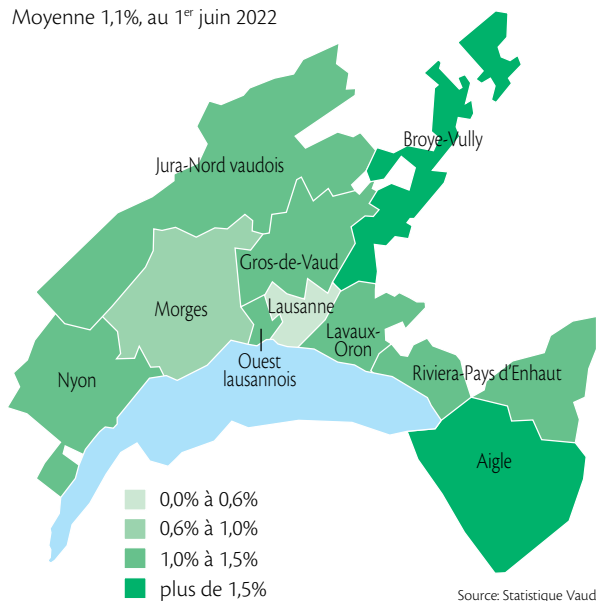 Moyenne 1,1%, au 1er juin 2022
Broye-Vully
Jura-Nord vaudois
Gros-de-Vaud
Morges
Lausanne
Lavaux-
Oron
Ouest
lausannois
Nyon
Riviera-Pays d'Enhaut
Aigle
0,0% à 0,6%
0,6% à 1,0%
1,0% à 1,5%
plus de 1,5%
Source: Statistique Vaud